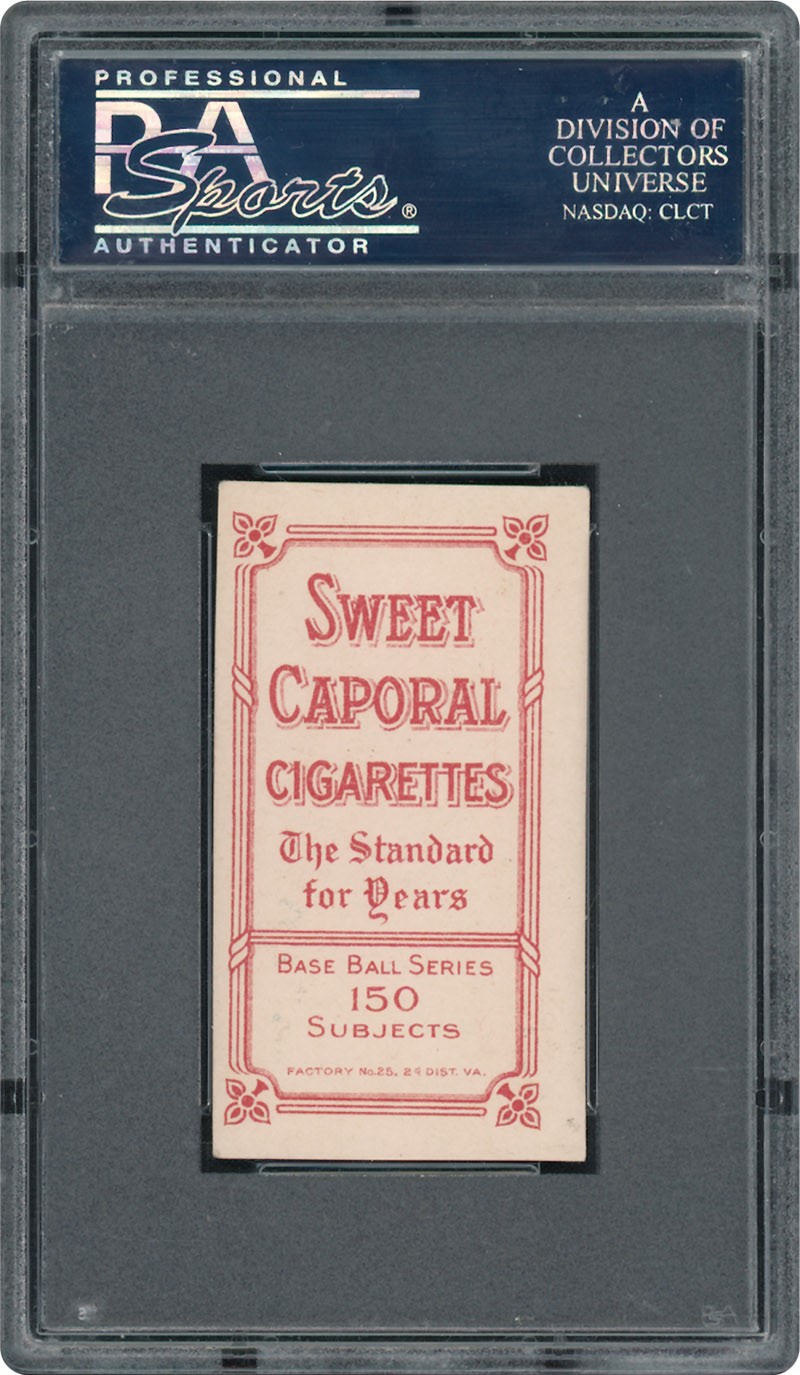 PROFESSIONAL
PSA
Sports®
AUTHENTICATOR
A
DIVISION OF
COLLECTORS
UNIVERSE
NASDAQ: CLCT
SWEET
CAPORAL
CIGARETTES
The Standard
for Years
BASE BALL SERIES
150
SUBJECTS
FACTORY No.25, 2d DIST. VA.
PSA